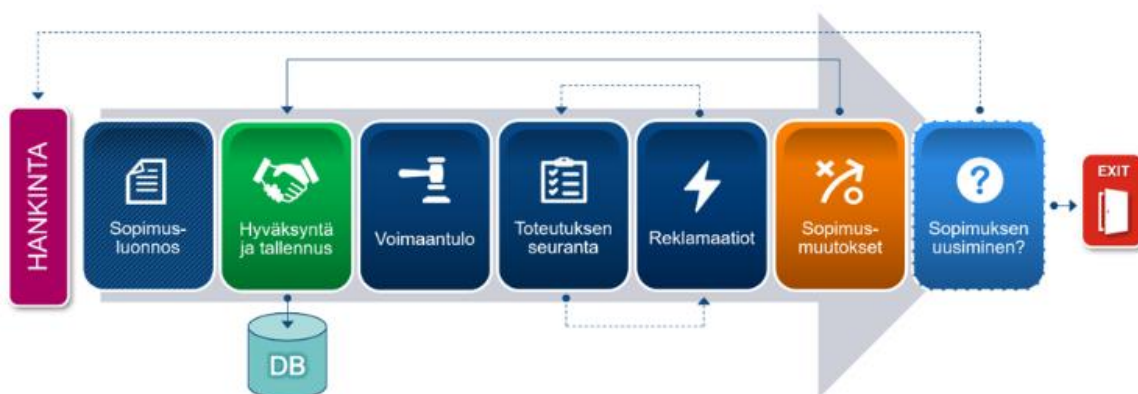 HANKINTA
Sopimus-
luonnos
Hyväksyntä
ja tallennus
Voimaantulo
Toteutuksen
seuranta
Reklamaatiot
Sopimus-
muutokset
?
Sopimuksen
uusiminen?
EXIT
DB